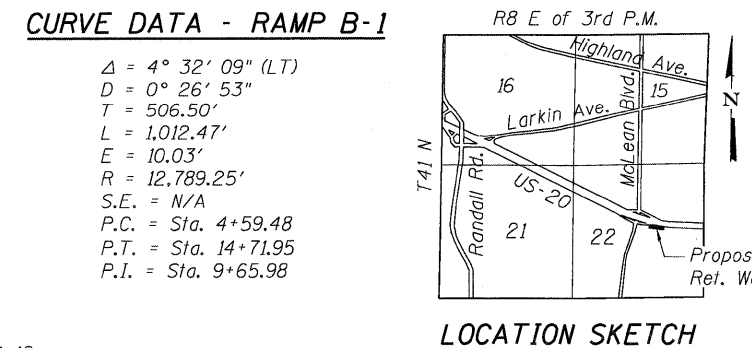 CURVE DATA - RAMP B-1
Δ = 4° 32' 09" (LT)
D = 0° 26' 53"
T = 506.50'
L = 1,012.47'
E = 10.03'
R = 12,789.25'
S.E. = N/A
P.C. = Sta. 4+59.48
P.T. = Sta. 14+71.95
P.I. = Sta. 9+65.98
R8 E of 3rd P.M.
Highland Ave.
16
15
Larkin Ave.
McLean Blvd.
N
T41 N
Randall Rd.
US-20
21
22
Propos
Ret. W
LOCATION SKETCH